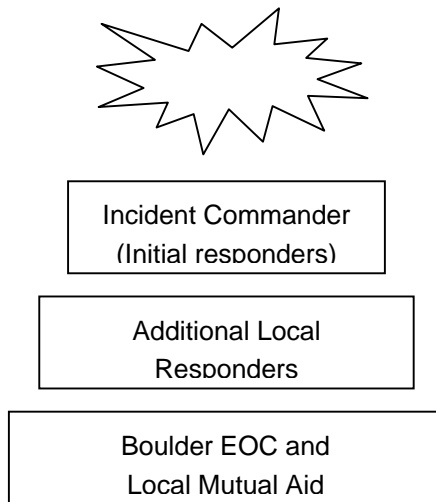 Incident Commander
(Initial responders)
Additional Local
Responders
Boulder EOC and
Local Mutual Aid